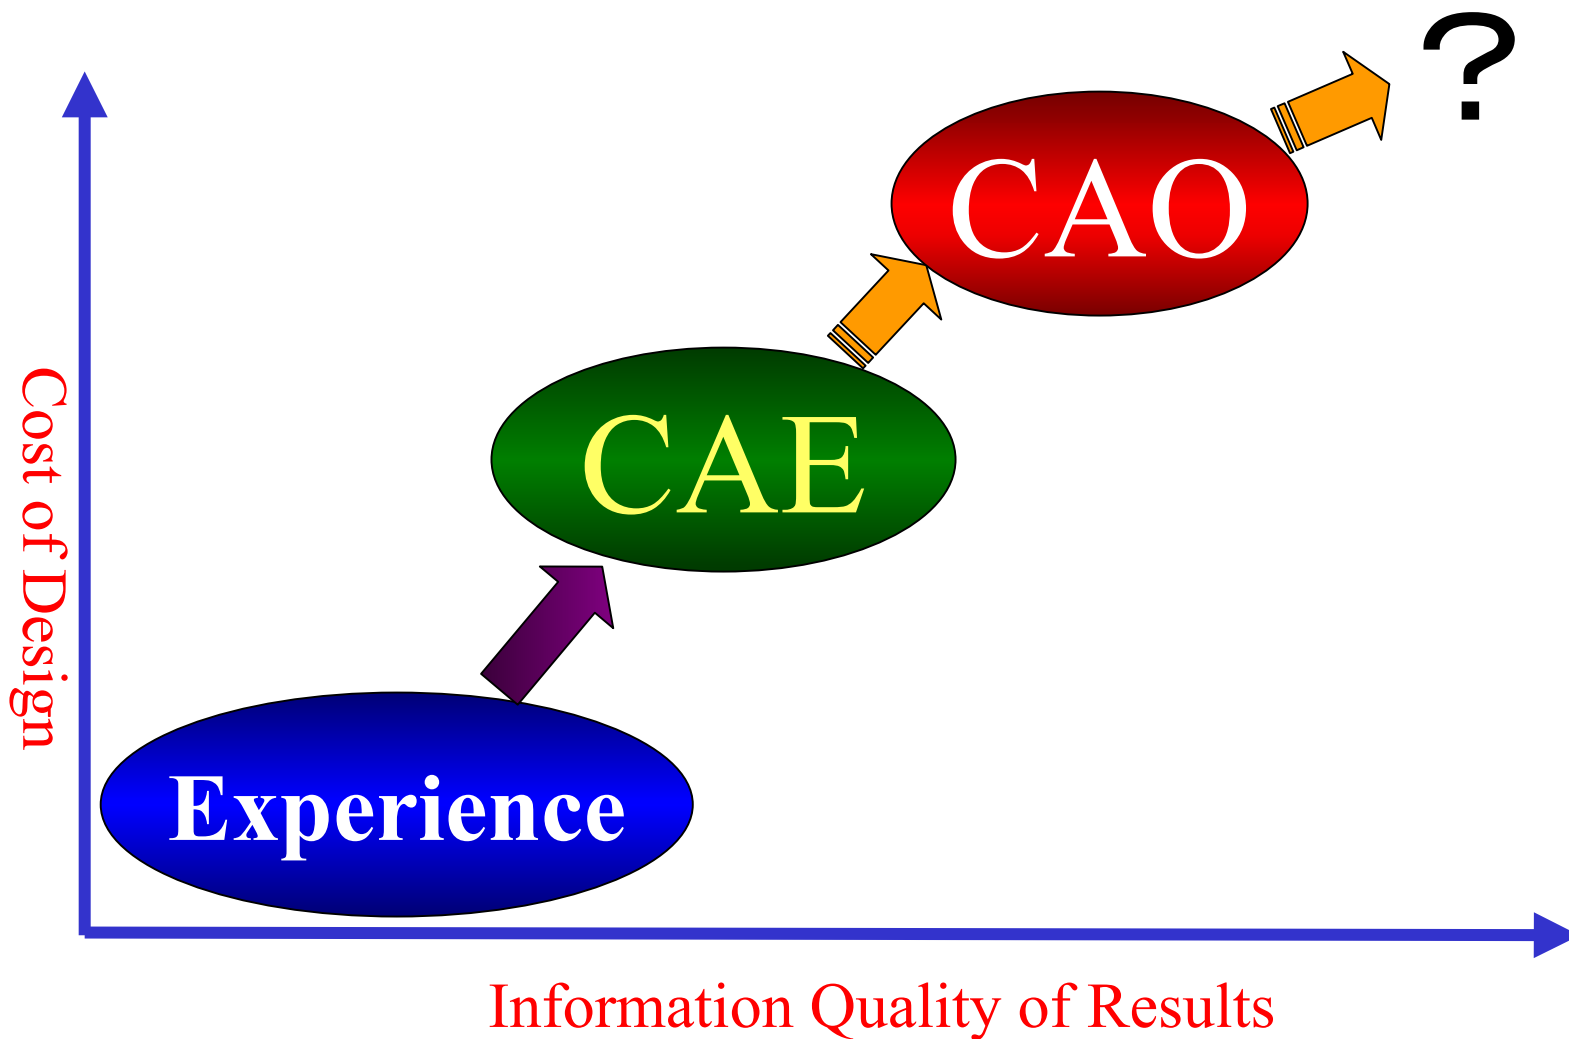 ?
CAO
CAE
Cost of Design
Experience
Information Quality of Results